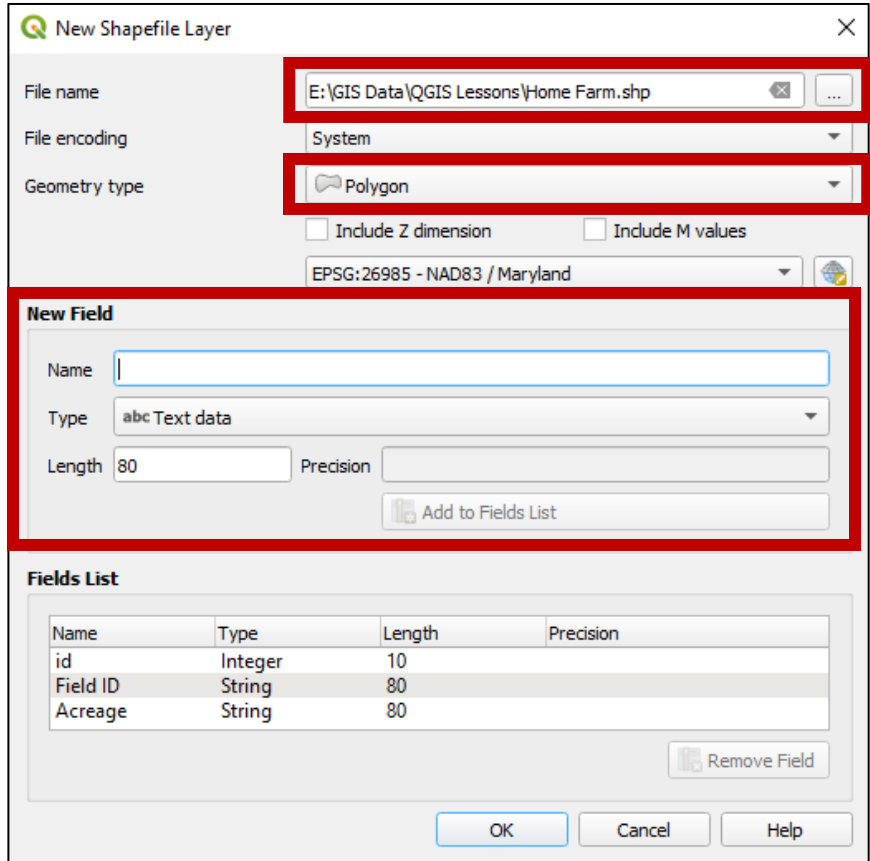 New Shapefile Layer
File name E:\GIS Data\QGIS Lessons\Home Farm.shp ...
File encoding System
Geometry type Polygon
Include Z dimension Include M values
EPSG:26985 - NAD83 / Maryland
New Field
Name
Type abc Text data
Length 80 Precision
Add to Fields List
Fields List
Name Type Length Precision
id Integer 10
Field ID String 80
Acreage String 80
Remove Field
OK Cancel Help